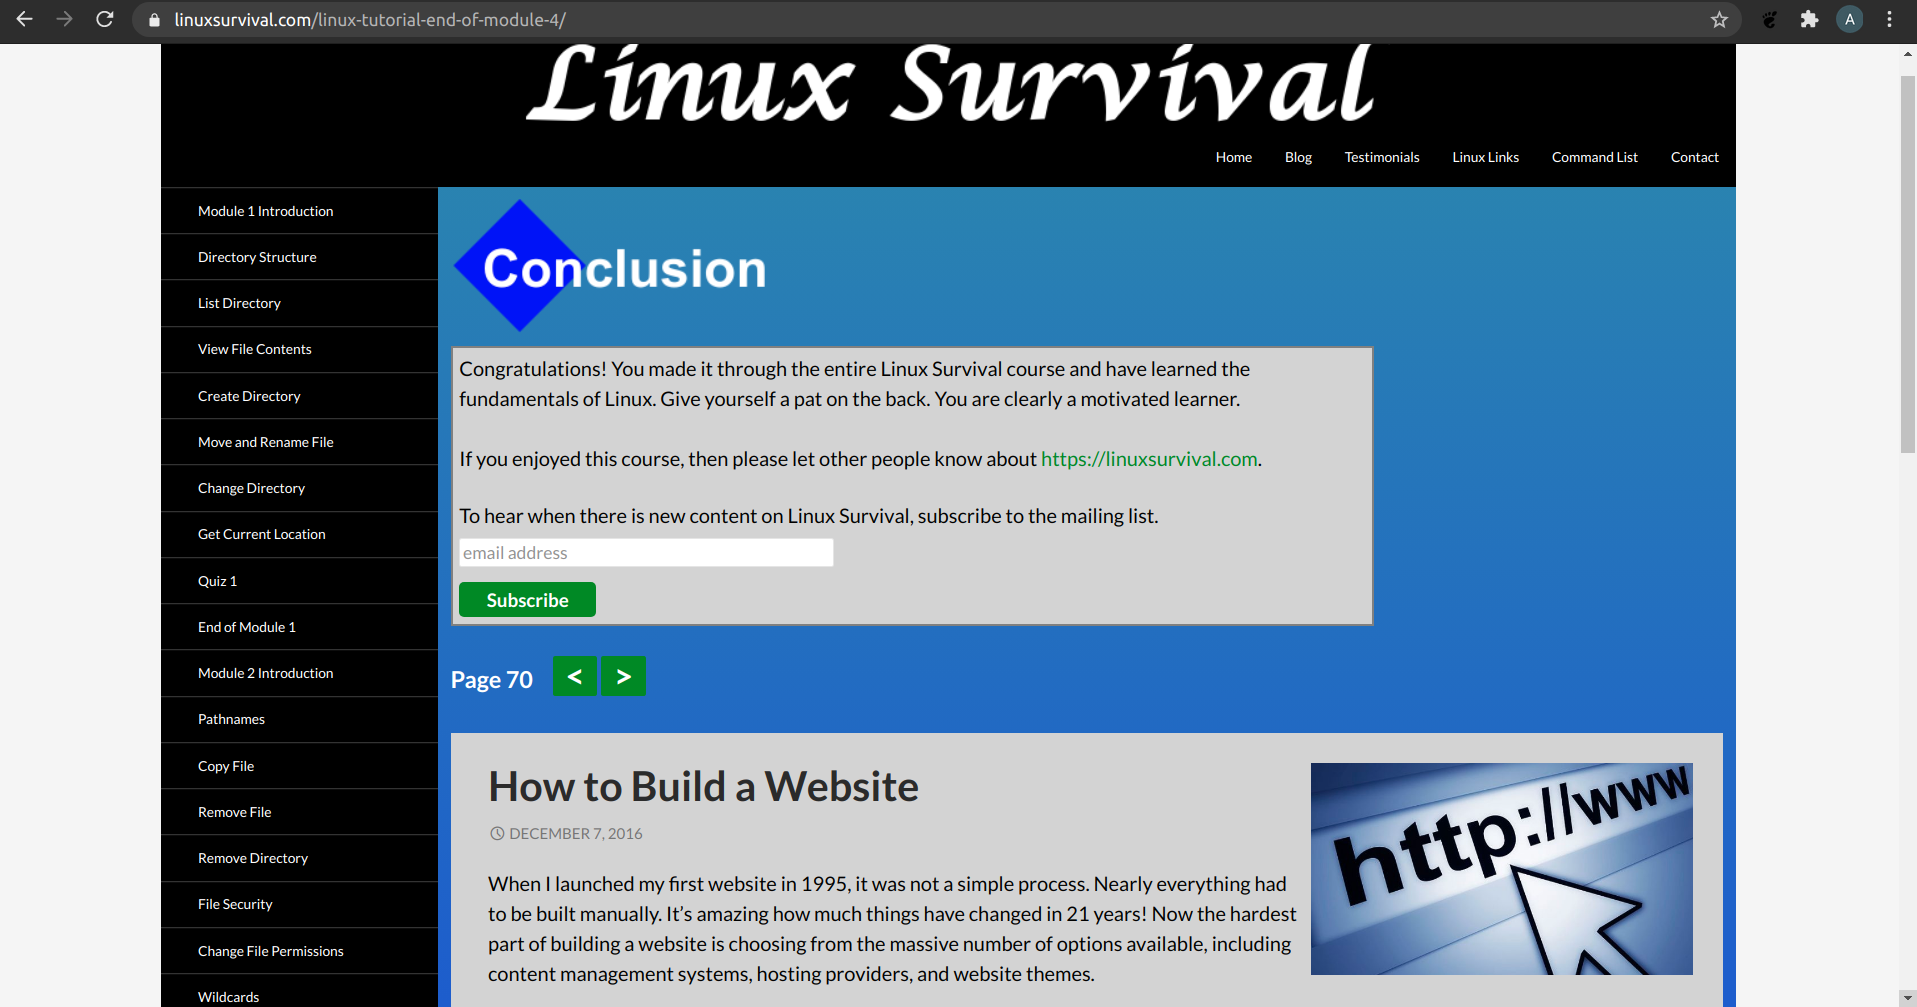 linuxsurvival.com/linux-tutorial-end-of-module-4/
A
Linux Survival
Home Blog Testimonials Linux Links Command List Contact
Module 1 Introduction
Directory Structure
List Directory
View File Contents
Create Directory
Move and Rename File
Change Directory
Get Current Location
Quiz 1
End of Module 1
Module 2 Introduction
Pathnames
Copy File
Remove File
Remove Directory
File Security
Change File Permissions
Wildcards
Conclusion
Congratulations! You made it through the entire Linux Survival course and have learned the
fundamentals of Linux. Give yourself a pat on the back. You are clearly a motivated learner.
If you enjoyed this course, then please let other people know about https://linuxsurvival.com.
To hear when there is new content on Linux Survival, subscribe to the mailing list.
email address
Subscribe
Page 70 < >
How to Build a Website
DECEMBER 7, 2016
When I launched my first website in 1995, it was not a simple process. Nearly everything had
to be built manually. It’s amazing how much things have changed in 21 years! Now the hardest
part of building a website is choosing from the massive number of options available, including
content management systems, hosting providers, and website themes.
http://www